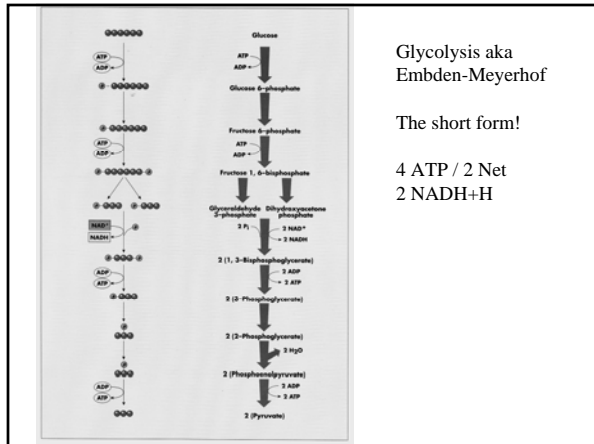 Glycolysis aka
Embden-Meyerhof
The short form!
4 ATP / 2 Net
2 NADH+H
ATP
ADP
ATP
ADP
NAD⁺
NADH
ADP
ATP
ADP
ATP
Glucose
ATP
ADP
Glucose 6-phosphate
Fructose 6-phosphate
ATP
ADP
Fructose 1, 6-bisphosphate
Glyceraldehyde
3-phosphate
Dihydroxyacetone
phosphate
2 Pᵢ
2 NAD⁺
2 NADH
2 (1, 3-Bisphosphoglycerate)
2 ADP
2 ATP
2 (3-Phosphoglycerate)
2 (2-Phosphoglycerate)
2 H₂O
2 (Phosphoenolpyruvate)
2 ADP
2 ATP
2 (Pyruvate)